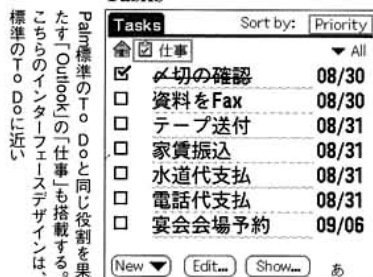 Palm標準のTo Doと同じ役割を果
たす「Outlook」の「仕事」も搭載する。
こちらのインターフェースデザインは、
標準のTo Doに近い
Tasks Sort by: Priority
仕事 All
〆切の確認 08/30
資料をFax 08/30
テープ送付 08/31
家賃振込 08/31
水道代支払 08/31
電話代支払 08/31
宴会会場予約 09/06
New Edit... Show... あ